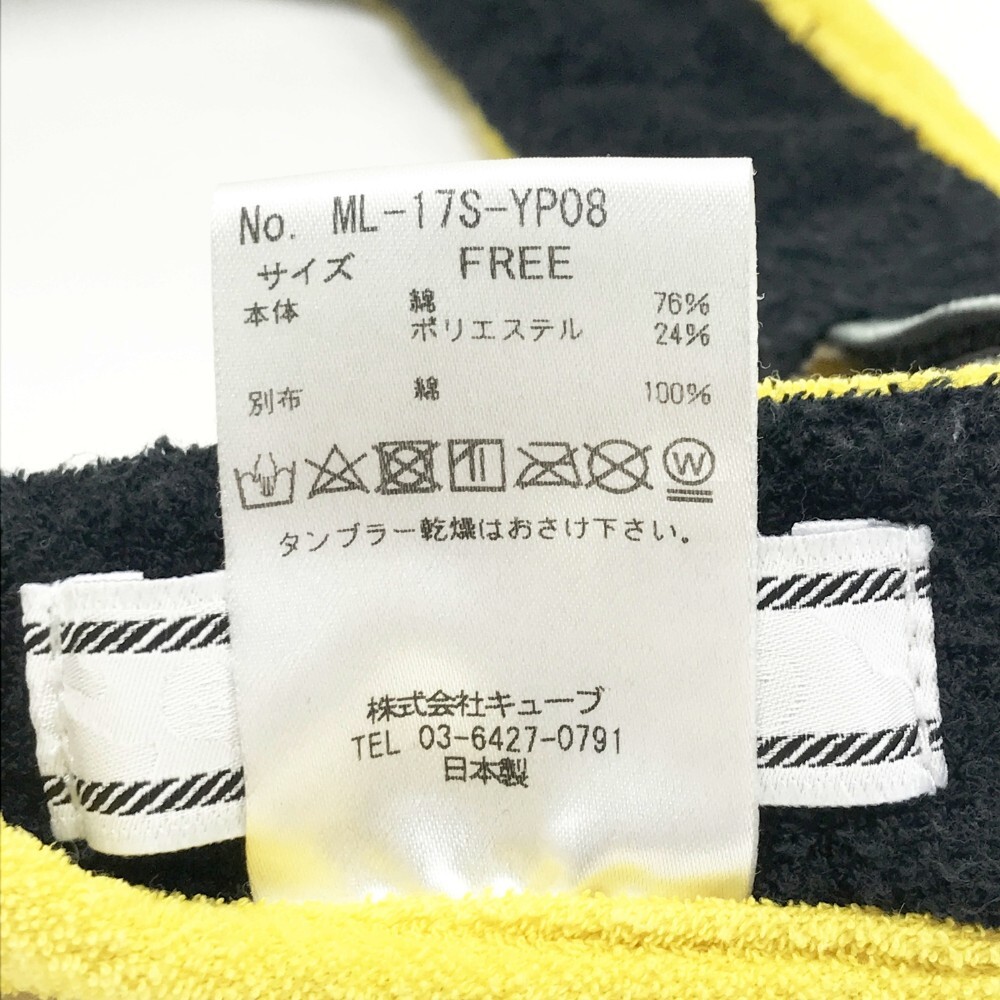 No. ML-17S-YP08
サイズ FREE
本体 綿 76%
ポリエステル 24%
別布 綿 100%
W
タンブラー乾燥はおさけ下さい。
株式会社キューブ
TEL 03-6427-0791
日本製